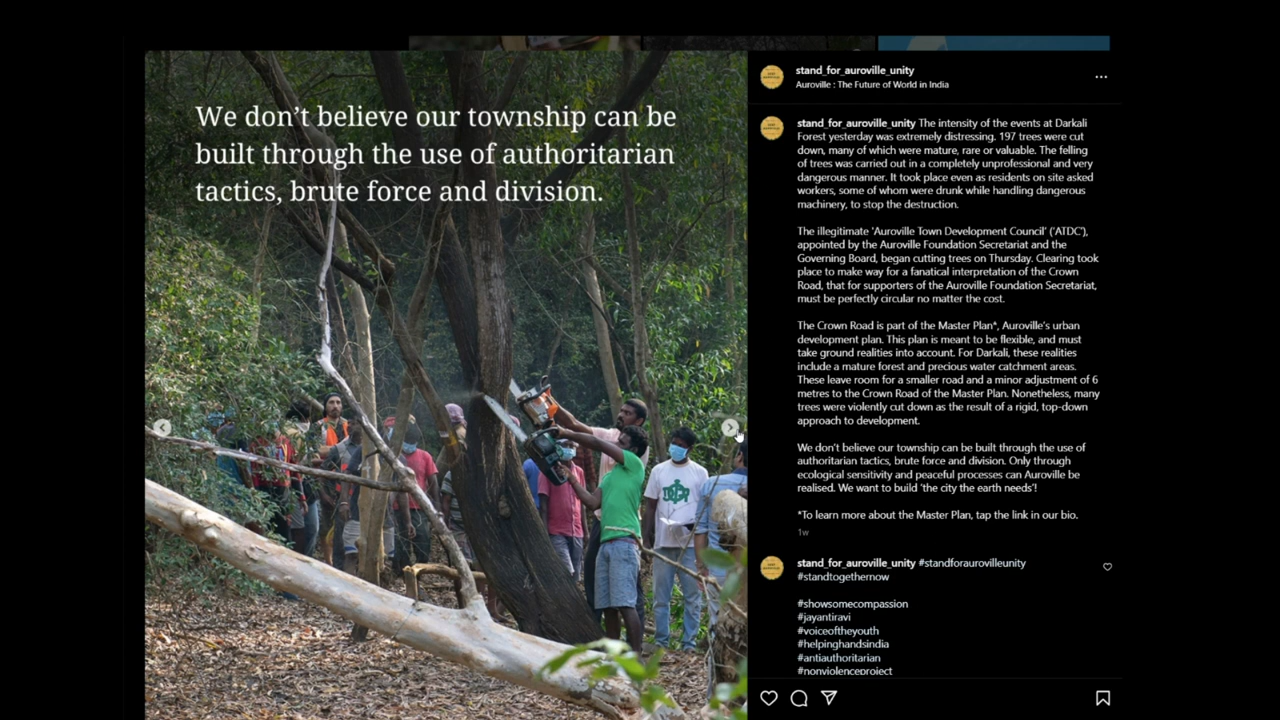 We don’t believe our township can be
built through the use of authoritarian
tactics, brute force and division.
stand_for_auroville_unity
Auroville : The Future of World in India
stand_for_auroville_unity The intensity of the events at Darkali
Forest yesterday was extremely distressing. 197 trees were cut
down, many of which were mature, rare or valuable. The felling
of trees was carried out in a completely unprofessional and very
dangerous manner. It took place even as residents on site asked
workers, some of whom were drunk while handling dangerous
machinery, to stop the destruction.
The illegitimate 'Auroville Town Development Council' ('ATDC'),
appointed by the Auroville Foundation Secretariat and the
Governing Board, began cutting trees on Thursday. Clearing took
place to make way for a fanatical interpretation of the Crown
Road, that for supporters of the Auroville Foundation Secretariat,
must be perfectly circular no matter the cost.
The Crown Road is part of the Master Plan*, Auroville's urban
development plan. This plan is meant to be flexible, and must
take ground realities into account. For Darkali, these realities
include a mature forest and precious water catchment areas.
These leave room for a smaller road and a minor adjustment of 6
metres to the Crown Road of the Master Plan. Nonetheless, many
trees were violently cut down as the result of a rigid, top-down
approach to development.
We don't believe our township can be built through the use of
authoritarian tactics, brute force and division. Only through
ecological sensitivity and peaceful processes can Auroville be
realised. We want to build 'the city the earth needs'!
*To learn more about the Master Plan, tap the link in our bio.
1w
stand_for_auroville_unity #standforaurovilleunity
#standtogethernow
#showsomecompassion
#jayantiravi
#voiceoftheyouth
#helpinghandsindia
#antiauthoritarian
#nonviolenceproject